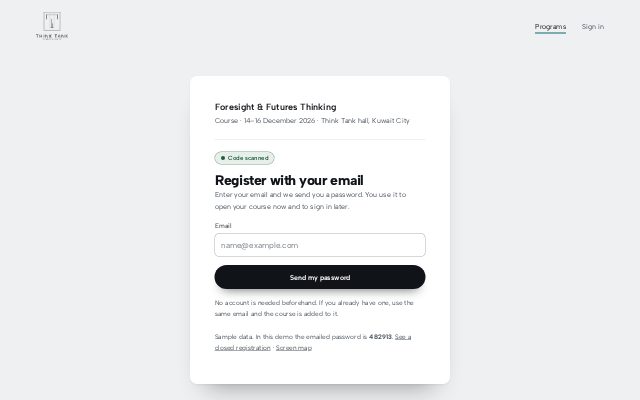 THINK TANK
Programs
Sign in
Foresight & Futures Thinking
Course · 14–16 December 2026 · Think Tank hall, Kuwait City
Code scanned
Register with your email
Enter your email and we send you a password. You use it to
open your course now and to sign in later.
Email
name@example.com
Send my password
No account is needed beforehand. If you already have one, use the
same email and the course is added to it.
Sample data. In this demo the emailed password is 482913. See a
closed registration · Screen map